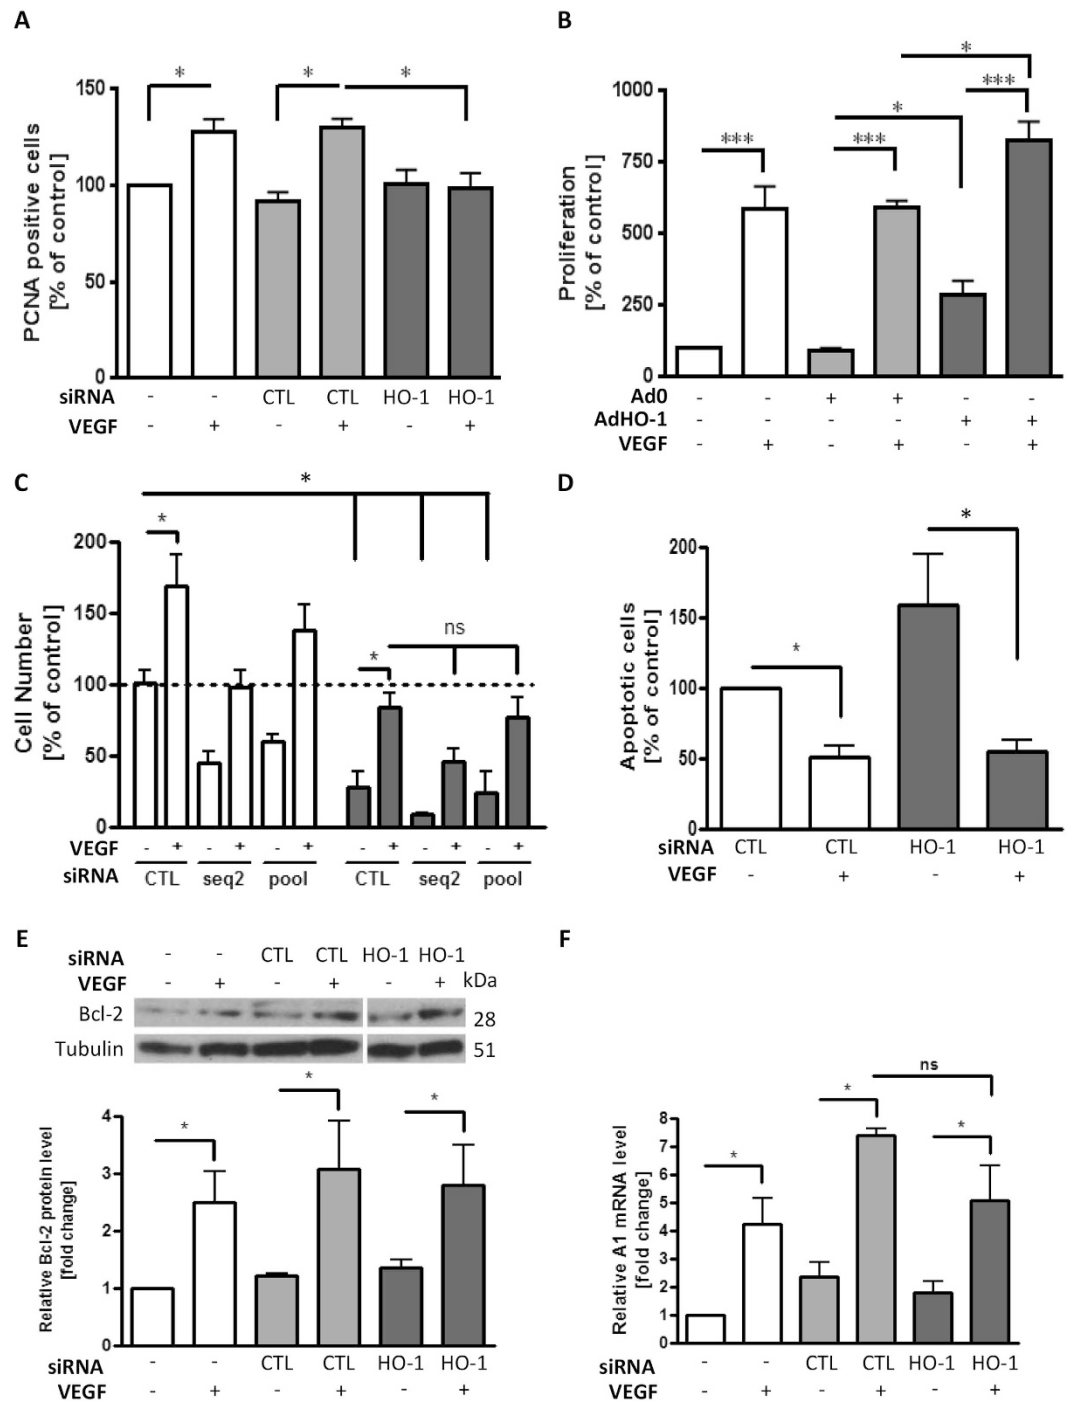 A
PCNA positive cells
[% of control]
150
100
50
0
* * *
siRNA - - CTL CTL HO-1 HO-1
VEGF - + - + - +
B
Proliferation
[% of control]
1000
750
500
250
0
*** *** * *** *
Ad0 - - + + - -
AdHO-1 - - - - + +
VEGF - + - + - +
C
Cell Number
[% of control]
200
150
100
50
0
* * * ns
VEGF - + - + - + - + - + - +
siRNA CTL seq2 pool CTL seq2 pool
D
Apoptotic cells
[% of control]
200
150
100
50
0
* *
siRNA CTL CTL HO-1 HO-1
VEGF - + - +
E
siRNA - - CTL CTL HO-1 HO-1
VEGF - + - + - + kDa
Bcl-2 28
Tubulin 51
Relative Bcl-2 protein level
[fold change]
4
3
2
1
0
* * *
siRNA - - CTL CTL HO-1 HO-1
VEGF - + - + - +
F
Relative A1 mRNA level
[fold change]
8
7
6
5
4
3
2
1
0
* * * ns
siRNA - - CTL CTL HO-1 HO-1
VEGF - + - + - +